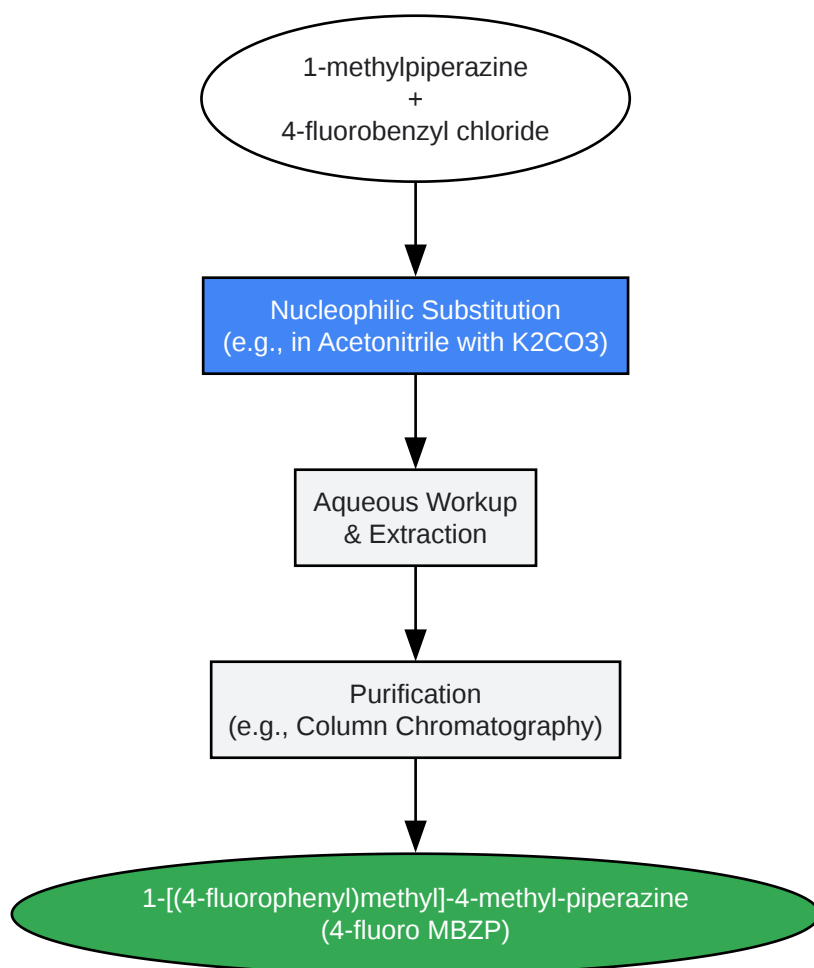 1-methylpiperazine
+
4-fluorobenzyl chloride
Nucleophilic Substitution
(e.g., in Acetonitrile with K2CO3)
Aqueous Workup
& Extraction
Purification
(e.g., Column Chromatography)
1-[(4-fluorophenyl)methyl]-4-methyl-piperazine
(4-fluoro MBZP)